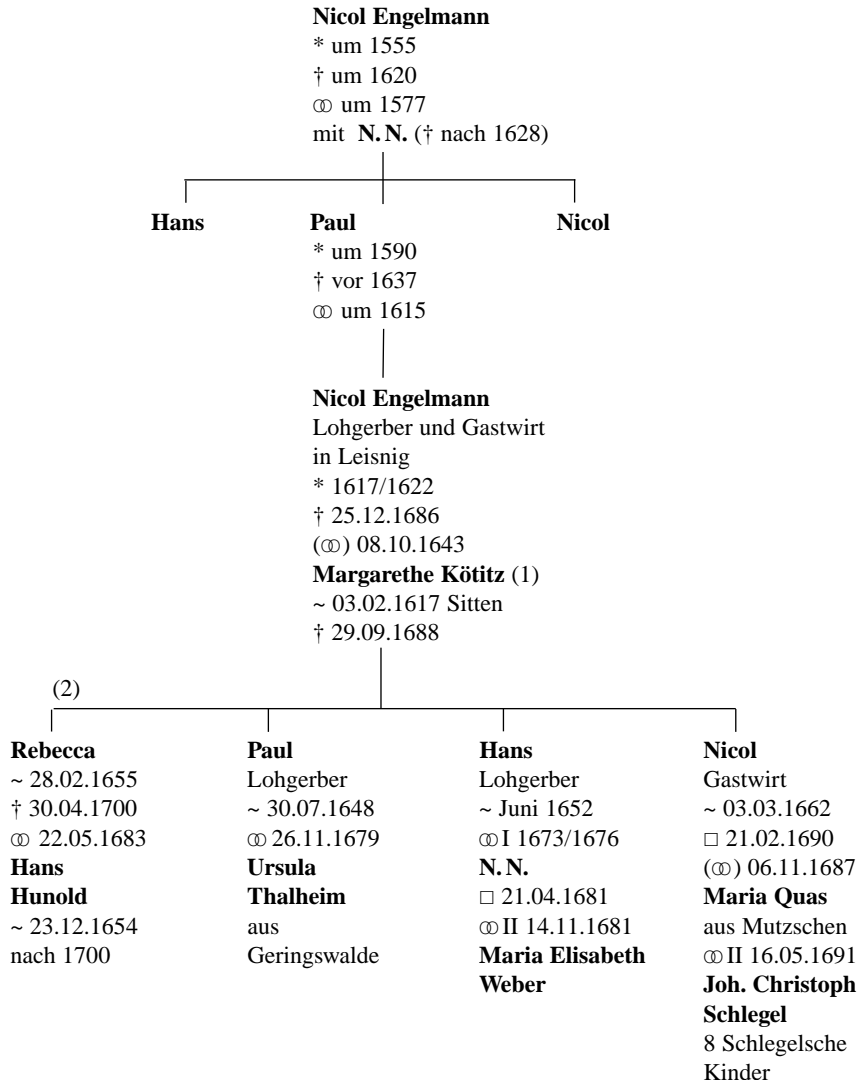 Nicol Engelmann
* um 1555
† um 1620
⚭ um 1577
mit N. N. († nach 1628)
Hans
Paul
* um 1590
† vor 1637
⚭ um 1615
Nicol
Nicol Engelmann
Lohgerber und Gastwirt
in Leisnig
* 1617/1622
† 25.12.1686
(⚭) 08.10.1643
Margarethe Kötitz (1)
~ 03.02.1617 Sitten
† 29.09.1688
(2)
Rebecca
~ 28.02.1655
† 30.04.1700
⚭ 22.05.1683
Hans
Hunold
~ 23.12.1654
nach 1700
Paul
Lohgerber
~ 30.07.1648
⚭ 26.11.1679
Ursula
Thalheim
aus
Geringswalde
Hans
Lohgerber
~ Juni 1652
⚭ I 1673/1676
N. N.
□ 21.04.1681
⚭ II 14.11.1681
Maria Elisabeth
Weber
Nicol
Gastwirt
~ 03.03.1662
□ 21.02.1690
(⚭) 06.11.1687
Maria Quas
aus Mutzschen
⚭ II 16.05.1691
Joh. Christoph
Schlegel
8 Schlegelsche
Kinder